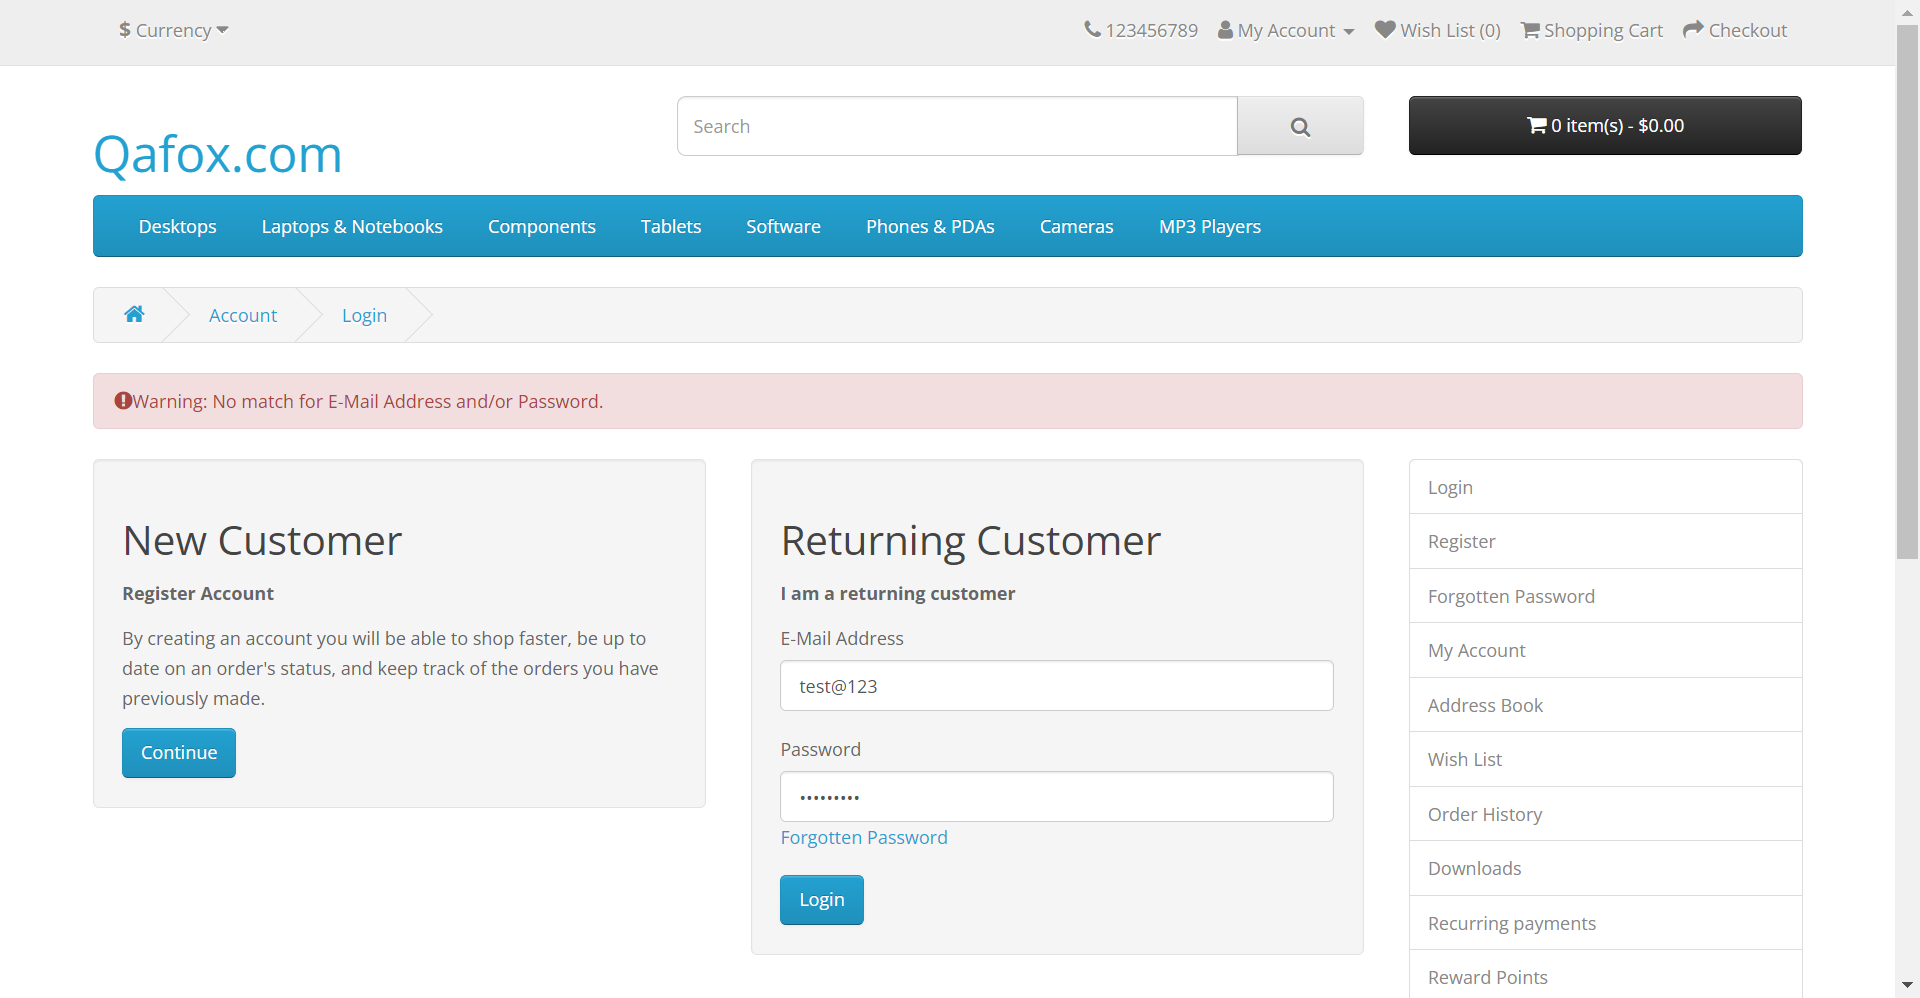 $ Currency
123456789 My Account Wish List (0) Shopping Cart Checkout
Qafox.com
Search
0 item(s) - $0.00
Desktops Laptops & Notebooks Components Tablets Software Phones & PDAs Cameras MP3 Players
Account Login
Warning: No match for E-Mail Address and/or Password.
New Customer
Register Account
By creating an account you will be able to shop faster, be up to
date on an order's status, and keep track of the orders you have
previously made.
Continue
Returning Customer
I am a returning customer
E-Mail Address
test@123
Password
•••••••••
Forgotten Password
Login
Login
Register
Forgotten Password
My Account
Address Book
Wish List
Order History
Downloads
Recurring payments
Reward Points